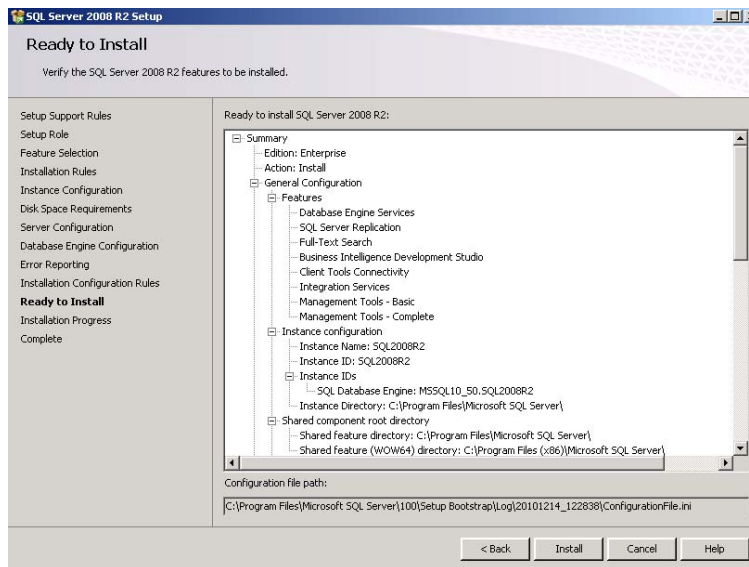 SQL Server 2008 R2 Setup
Ready to Install
Verify the SQL Server 2008 R2 features to be installed.
Setup Support Rules
Setup Role
Feature Selection
Installation Rules
Instance Configuration
Disk Space Requirements
Server Configuration
Database Engine Configuration
Error Reporting
Installation Configuration Rules
Ready to Install
Installation Progress
Complete
Ready to install SQL Server 2008 R2:
Summary
Edition: Enterprise
Action: Install
General Configuration
Features
Database Engine Services
SQL Server Replication
Full-Text Search
Business Intelligence Development Studio
Client Tools Connectivity
Integration Services
Management Tools - Basic
Management Tools - Complete
Instance configuration
Instance Name: SQL2008R2
Instance ID: SQL2008R2
Instance IDs
SQL Database Engine: MSSQL10_50.SQL2008R2
Instance Directory: C:\Program Files\Microsoft SQL Server\
Shared component root directory
Shared feature directory: C:\Program Files\Microsoft SQL Server\
Shared feature (WOW64) directory: C:\Program Files (x86)\Microsoft SQL Server\
Configuration file path:
C:\Program Files\Microsoft SQL Server\100\Setup Bootstrap\Log\20101214_122838\ConfigurationFile.ini
< Back
Install
Cancel
Help